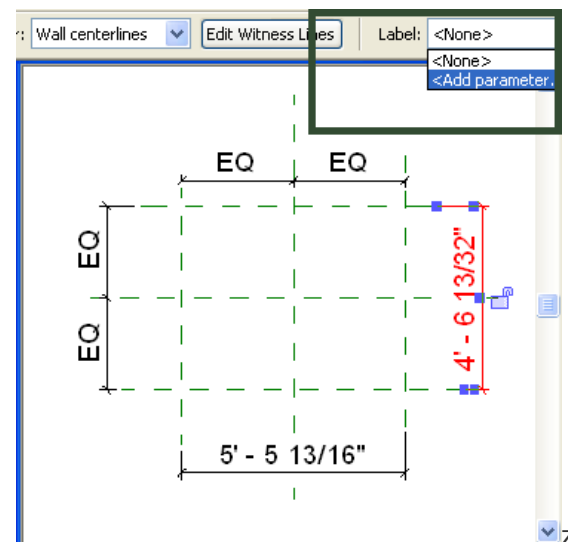 r: Wall centerlines Edit Witness Lines Label: <None>
<None>
<Add parameter.
EQ EQ
EQ
4' - 6 13/32"
EQ
5' - 5 13/16"